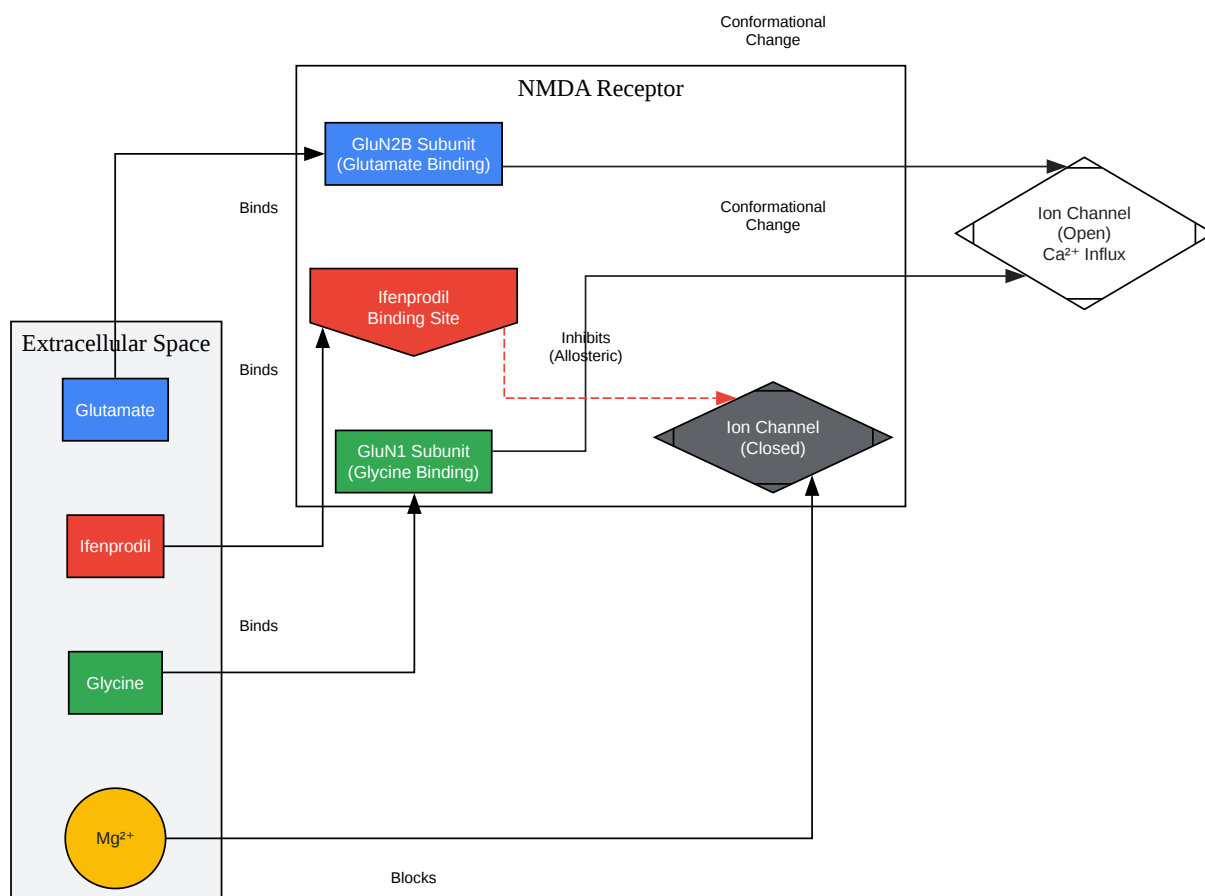 Conformational
Change
NMDA Receptor
GluN2B Subunit
(Glutamate Binding)
Binds
Conformational
Change
Ion Channel
(Open)
Ca²⁺ Influx
Ifenprodil
Binding Site
Extracellular Space
Inhibits
(Allosteric)
Binds
Glutamate
Ion Channel
(Closed)
GluN1 Subunit
(Glycine Binding)
Ifenprodil
Binds
Glycine
Mg²⁺
Blocks